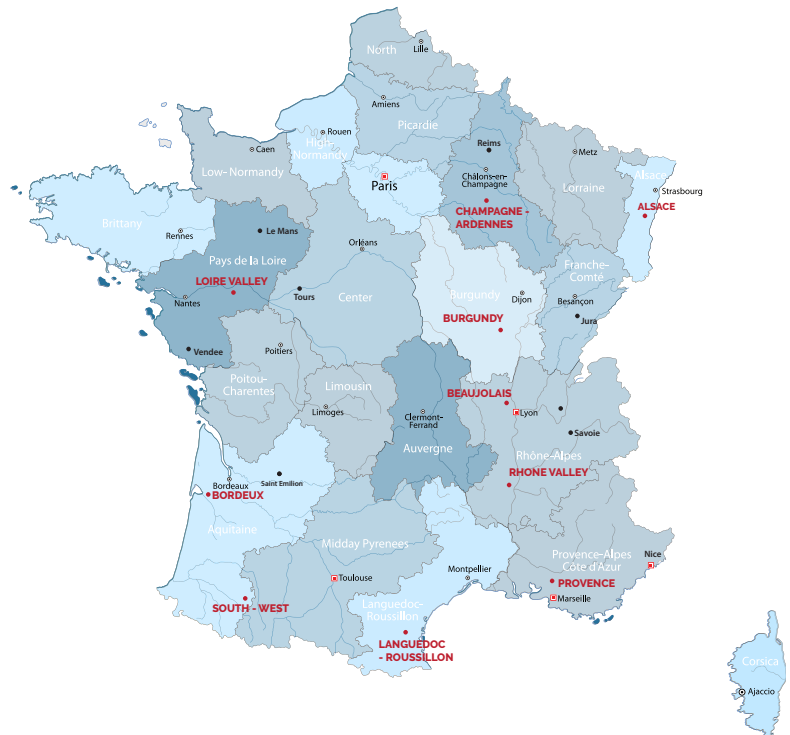 North
Lille
Amiens
Picardie
Rouen
High-
Normandy
Caen
Low-Normandy
Reims
Châlons-en-
Champagne
CHAMPAGNE -
ARDENNES
Metz
Lorraine
Alsace
Strasbourg
ALSACE
Paris
Brittany
Rennes
Le Mans
Pays de la Loire
LOIRE VALLEY
Nantes
Vendee
Orléans
Tours
Center
Burgundy
Dijon
BURGUNDY
Franche-
Comté
Besançon
Jura
Poitiers
Poitou-
Charentes
Limousin
Limoges
Clermont-
Ferrand
Auvergne
BEAUJOLAIS
Lyon
Savoie
Rhône-Alpes
RHONE VALLEY
Bordeaux
Saint Emilion
BORDEUX
Aquitaine
Midday Pyrenees
Toulouse
SOUTH - WEST
Montpellier
Languedoc-
Roussillon
LANGUEDOC
- ROUSSILLON
Provence-Alpes
Côte d'Azur
Nice
PROVENCE
Marseille
Corsica
Ajaccio